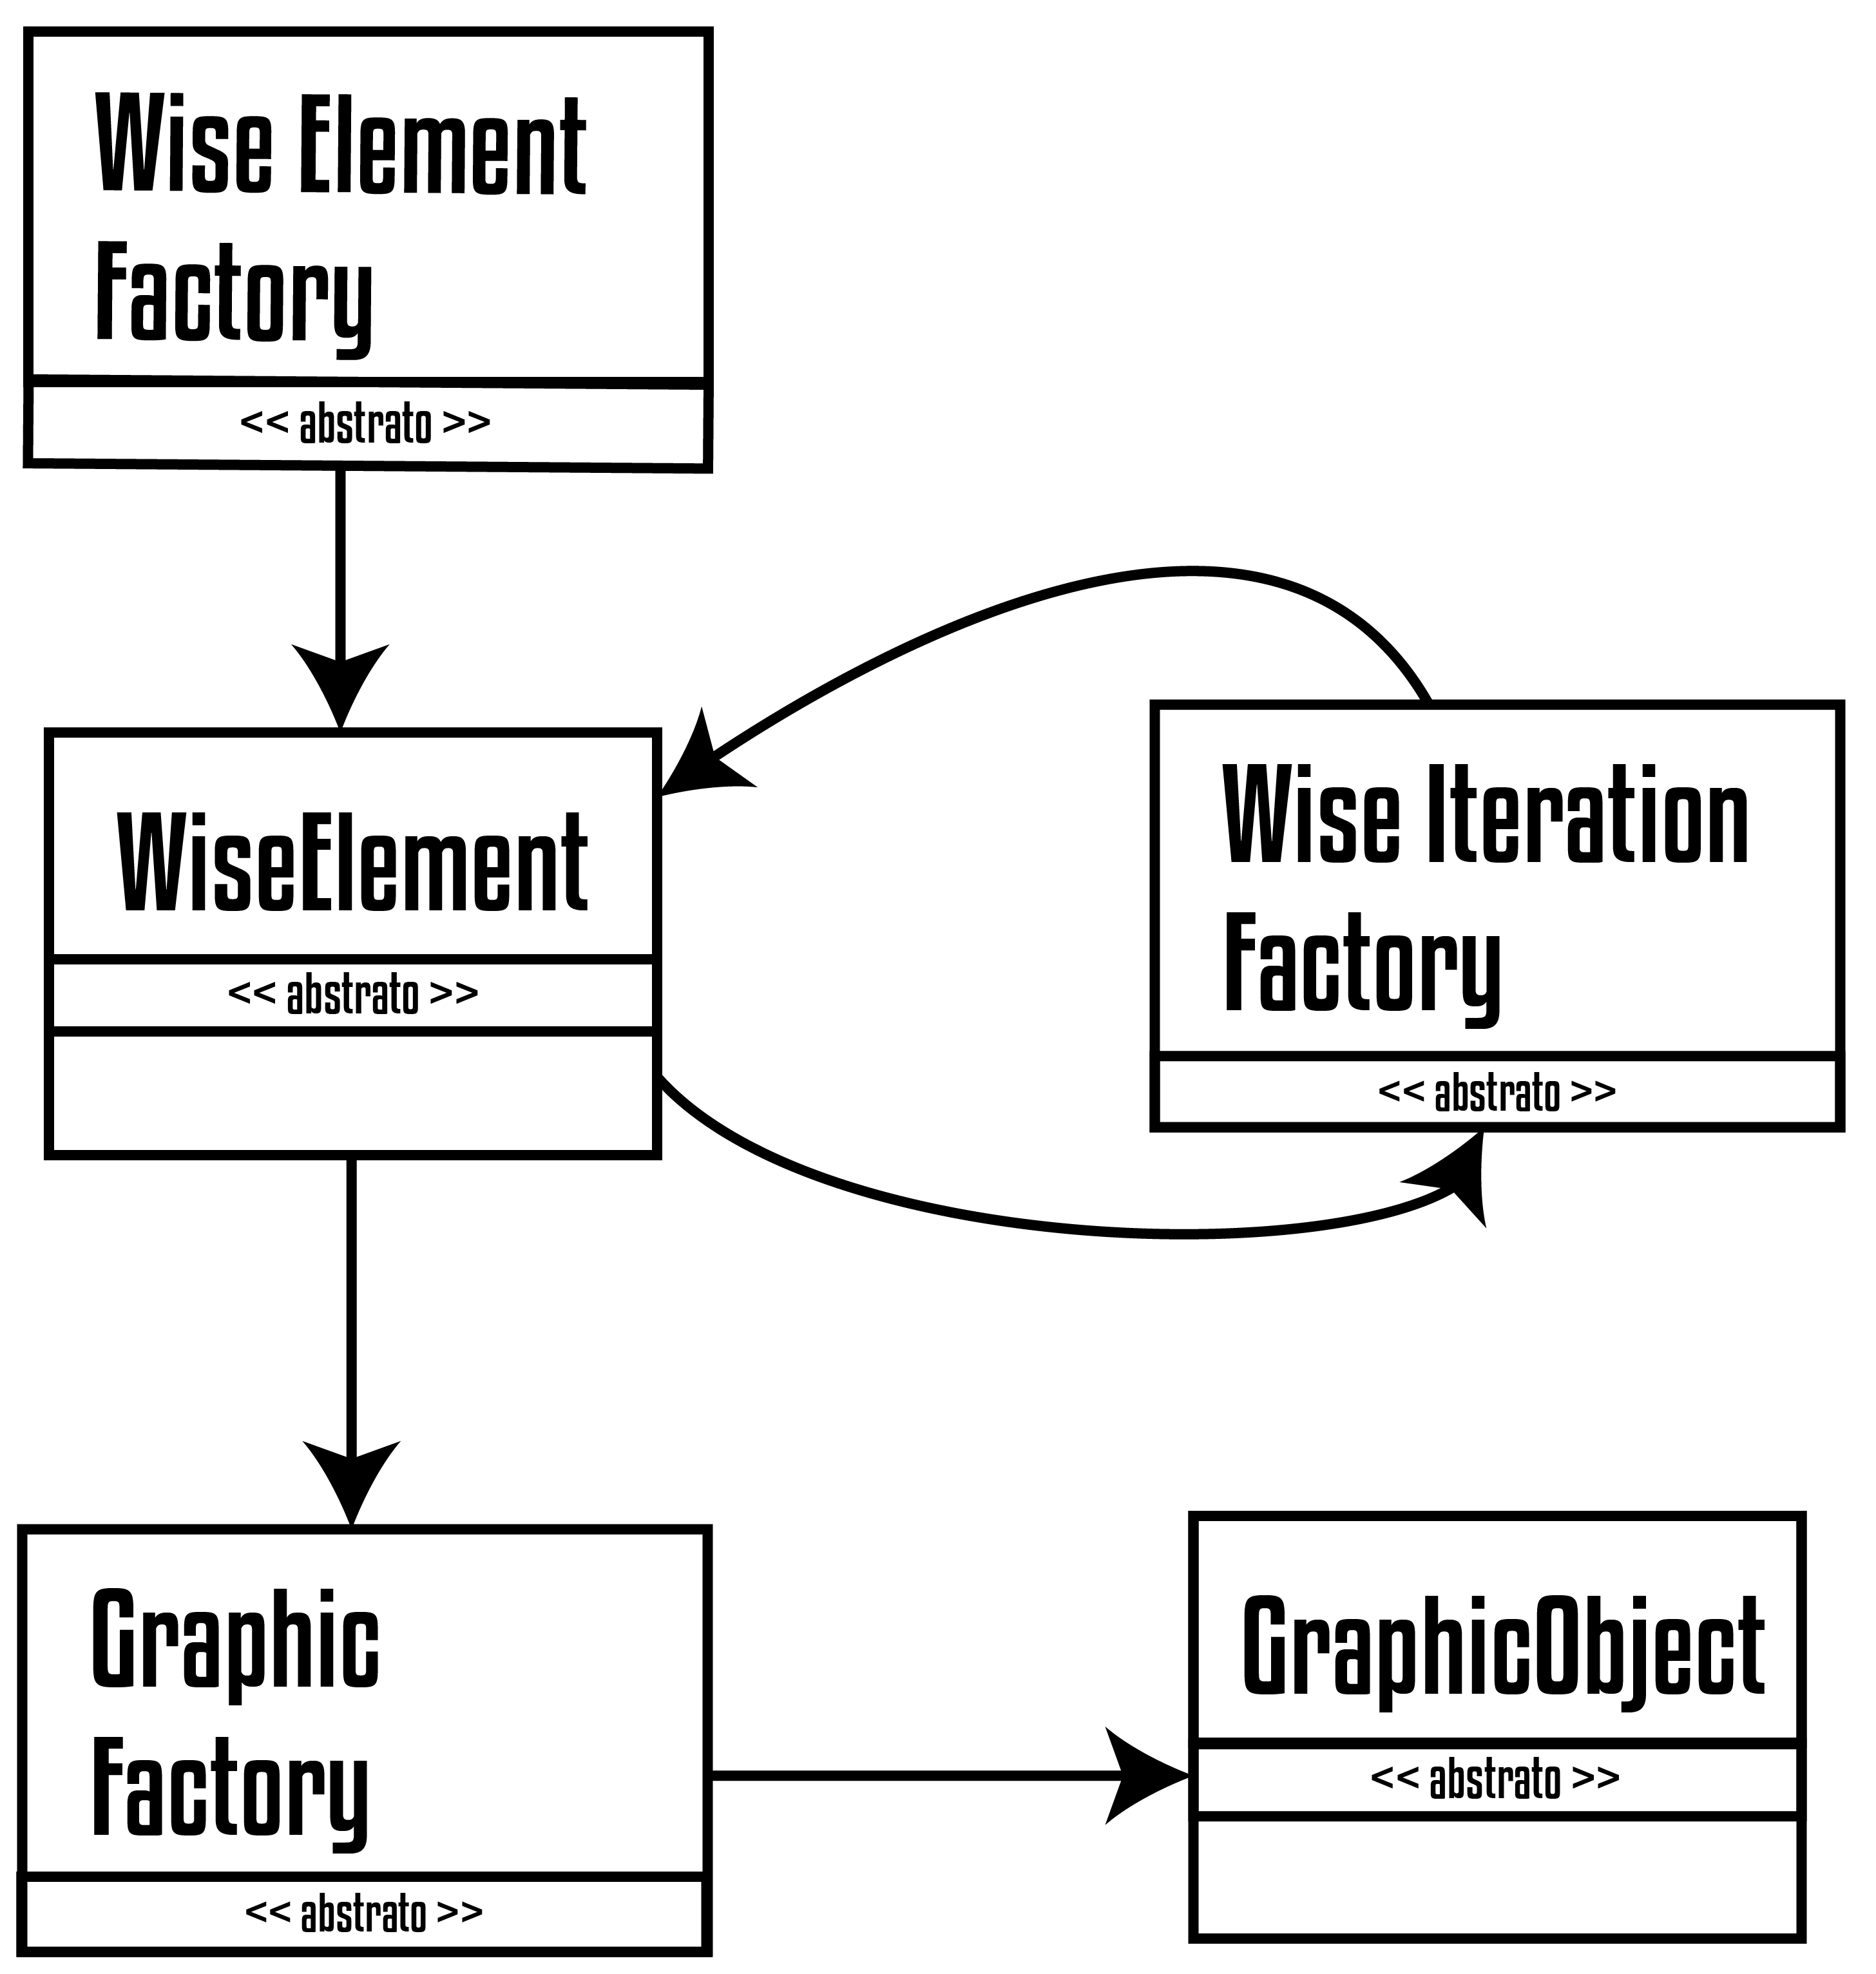 Wise Element
Factory
<< abstrato >>
WiseElement
<< abstrato >>
Wise Iteration
Factory
<< abstrato >>
Graphic
Factory
<< abstrato >>
GraphicObject
<< abstrato >>